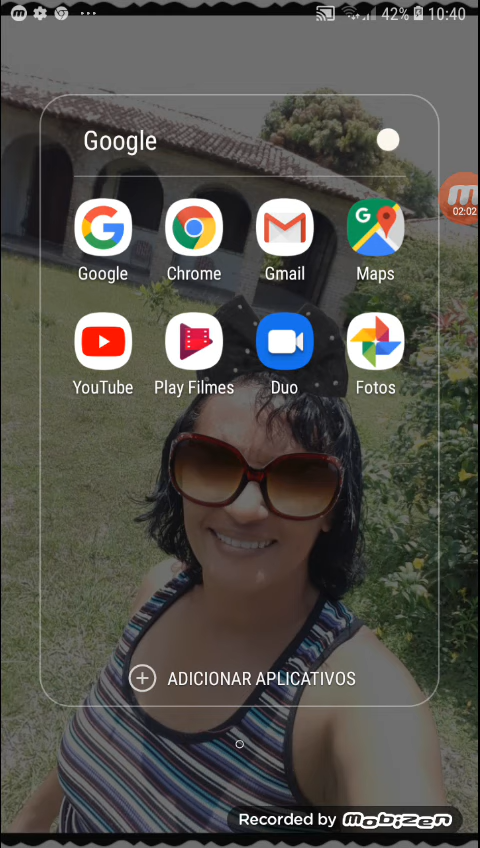 42% 10:40
Google
02:02
Google Chrome Gmail Maps
YouTube Play Filmes Duo Fotos
ADICIONAR APLICATIVOS
Recorded by mobizen